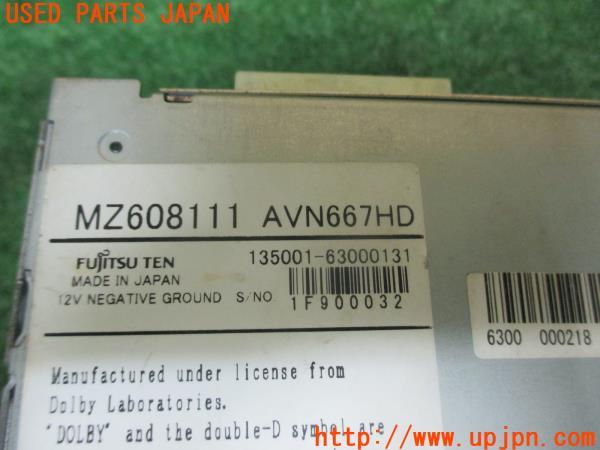 USED PARTS JAPAN
MZ608111 AVN667HD
FUJITSU TEN 135001-63000131
MADE IN JAPAN
12V NEGATIVE GROUND S/NO. 1F900032
6300 000218
Manufactured under license from
Dolby Laboratories.
"DOLBY" and the double-D symbol are
www.upjpn.com